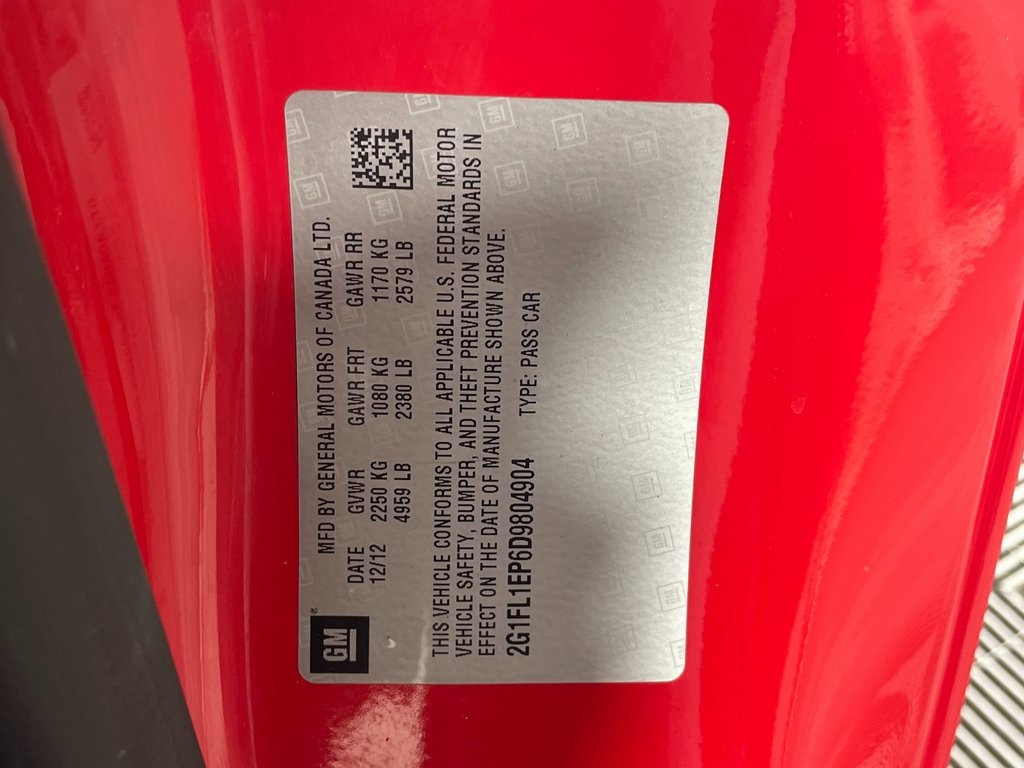 GM
MFD BY GENERAL MOTORS OF CANADA LTD.
DATE GVWR GAWR FRT GAWR RR
12/12 2250 KG 1080 KG 1170 KG
4959 LB 2380 LB 2579 LB
THIS VEHICLE CONFORMS TO ALL APPLICABLE U.S. FEDERAL MOTOR
VEHICLE SAFETY, BUMPER, AND THEFT PREVENTION STANDARDS IN
EFFECT ON THE DATE OF MANUFACTURE SHOWN ABOVE.
2G1FL1EP6D9804904 TYPE: PASS CAR